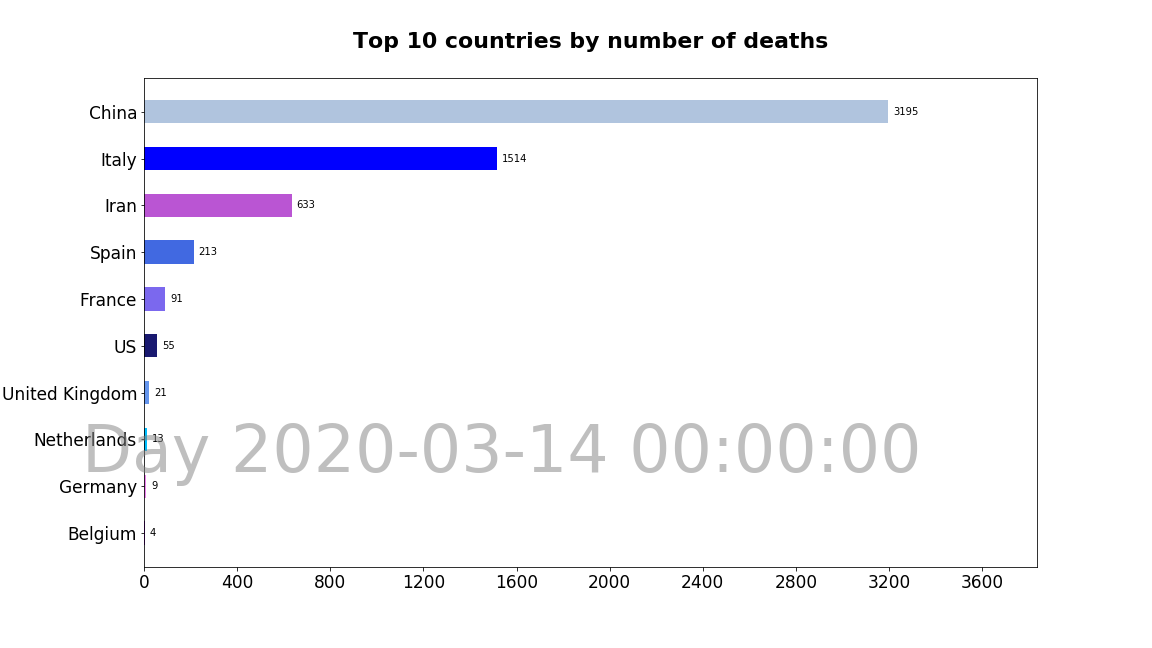 Top 10 countries by number of deaths
China 3195
Italy 1514
Iran 633
Spain 213
France 91
US 55
United Kingdom 21
Netherlands 13
Day 2020-03-14 00:00:00
Germany 9
Belgium 4
0 400 800 1200 1600 2000 2400 2800 3200 3600